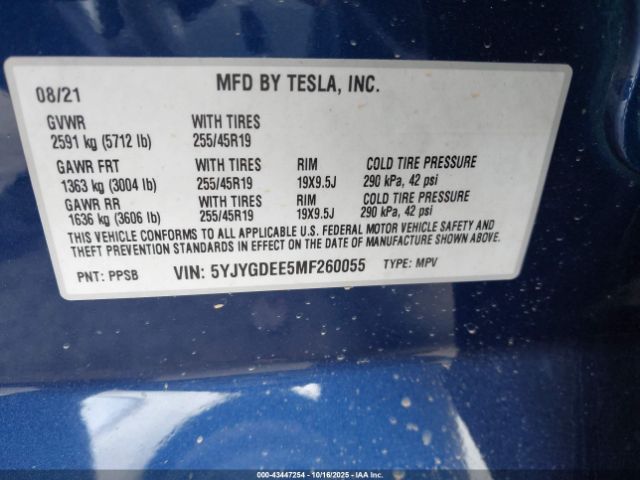 MFD BY TESLA, INC.
08/21
GVWR WITH TIRES
2591 kg (5712 lb) 255/45R19
GAWR FRT WITH TIRES RIM COLD TIRE PRESSURE
1363 kg (3004 lb) 255/45R19 19X9.5J 290 kPa, 42 psi
GAWR RR WITH TIRES RIM COLD TIRE PRESSURE
1636 kg (3606 lb) 255/45R19 19X9.5J 290 kPa, 42 psi
THIS VEHICLE CONFORMS TO ALL APPLICABLE U.S. FEDERAL MOTOR VEHICLE SAFETY AND
THEFT PREVENTION STANDARDS IN EFFECT ON THE DATE OF MANUFACTURE SHOWN ABOVE.
PNT: PPSB VIN: 5YJYGDEE5MF260055 TYPE: MPV
000-43447254 - 10/16/2025 - IAAI